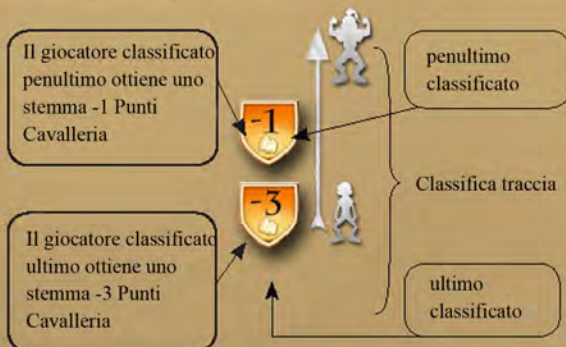 Il giocatore classificato
penultimo ottiene uno
stemma -1 Punti
Cavalleria
-1
penultimo
classificato
-3
Classifica traccia
Il giocatore classificato
ultimo ottiene uno
stemma -3 Punti
Cavalleria
ultimo
classificato